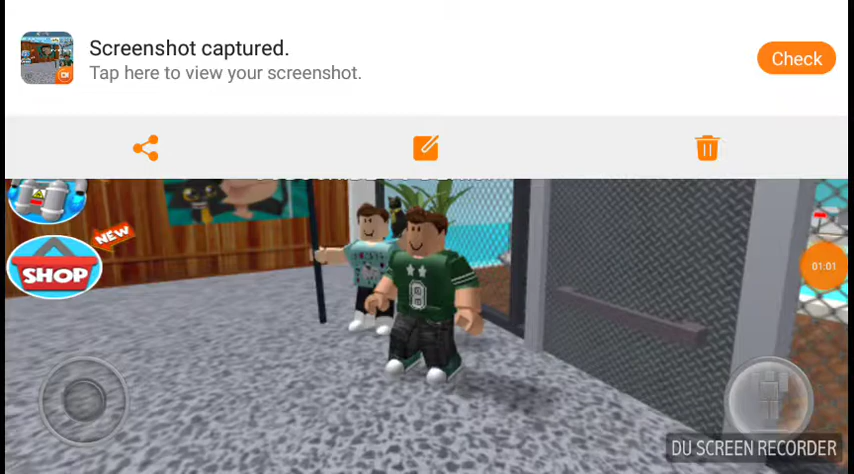 Screenshot captured.
Tap here to view your screenshot.
Check
NEW
SHOP
01:01
DU SCREEN RECORDER